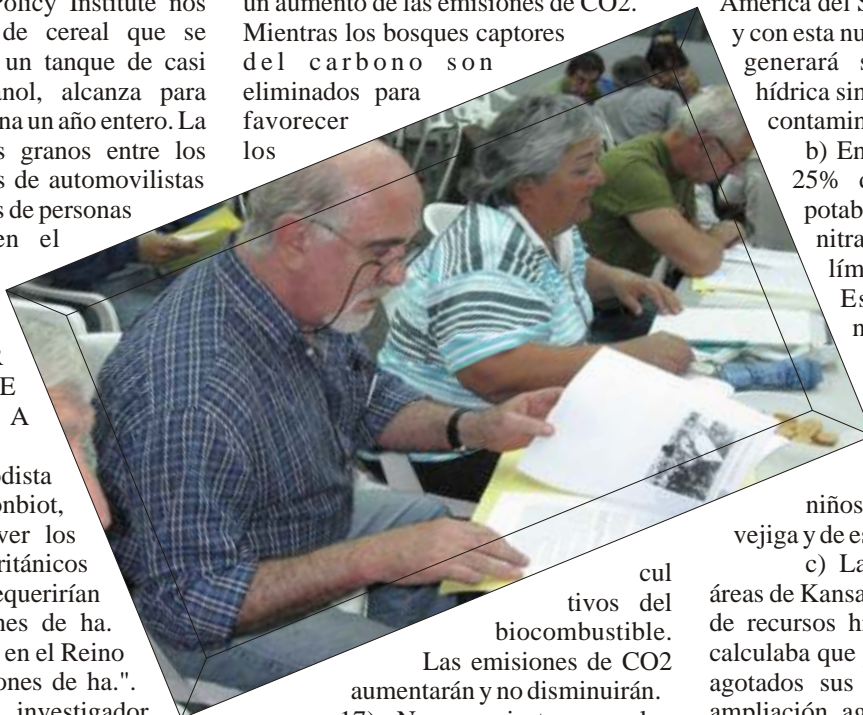 Policy Institute nos
de cereal que se
un tanque de casi
anol, alcanza para
na un año entero. La
s granos entre los
s de automovilistas
s de personas
en el
R
E
A
dista
onbiot,
ver los
ritánicos
equerirían
nes de ha.
en el Reino
ones de ha.".
investigador
un aumento de las emisiones de CO2.
Mientras los bosques captores
del carbono son
eliminados para
favorecer
los
cul
tivos del
biocombustible.
Las emisiones de CO2
aumentarán y no disminuirán.
América del S
y con esta nu
generará s
hídrica sin
contamin
b) En
25% d
potab
nitra
lím
Es
n
niños
vejiga y de es
c) La
áreas de Kansa
de recursos h
calculaba que
agotados sus
ampliación ag